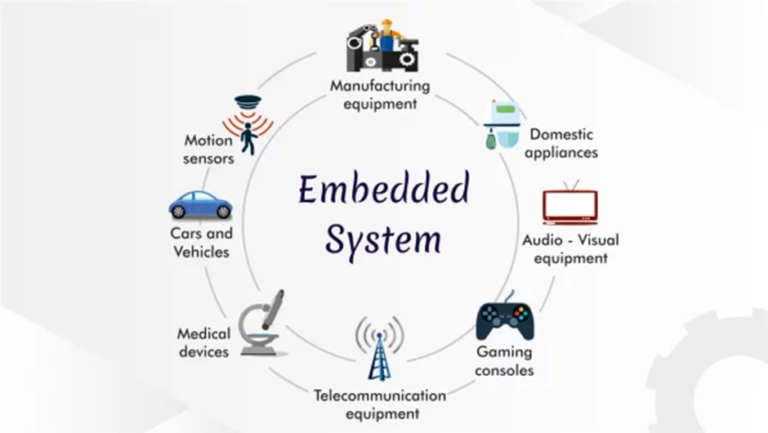 Manufacturing
equipment
Domestic
appliances
Audio - Visual
equipment
Gaming
consoles
Telecommunication
equipment
Medical
devices
Cars and
Vehicles
Motion
sensors
Embedded
System